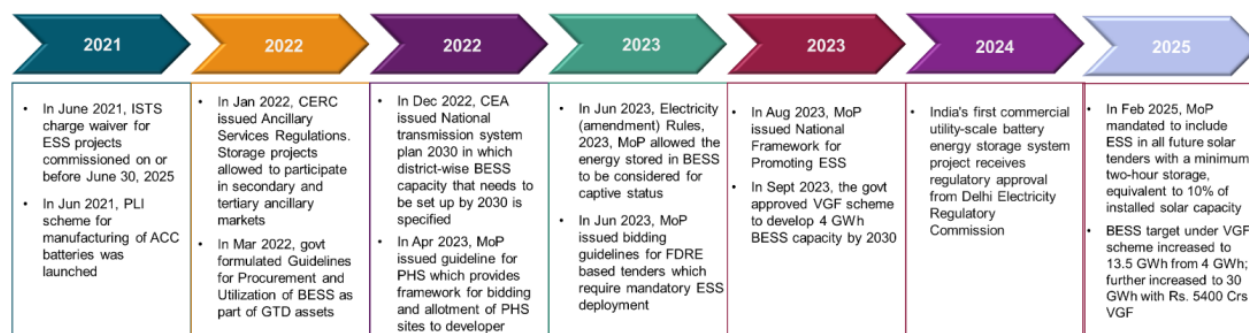 2021
2022
2022
2023
2023
2024
2025
• In June 2021, ISTS
charge waiver for
ESS projects
commissioned on or
before June 30, 2025
• In Jun 2021, PLI
scheme for
manufacturing of ACC
batteries was
launched
• In Jan 2022, CERC
issued Ancillary
Services Regulations.
Storage projects
allowed to participate
in secondary and
tertiary ancillary
markets
• In Mar 2022, govt
formulated Guidelines
for Procurement and
Utilization of BESS as
part of GTD assets
• In Dec 2022, CEA
issued National
transmission system
plan 2030 in which
district-wise BESS
capacity that needs to
be set up by 2030 is
specified
• In Apr 2023, MoP
issued guideline for
PHS which provides
framework for bidding
and allotment of PHS
sites to developer
• In Jun 2023, Electricity
(amendment) Rules,
2023, MoP allowed the
energy stored in BESS
to be considered for
captive status
• In Jun 2023, MoP
issued bidding
guidelines for FDRE
based tenders which
require mandatory ESS
deployment
• In Aug 2023, MoP
issued National
Framework for
Promoting ESS
• In Sept 2023, the govt
approved VGF scheme
to develop 4 GWh
BESS capacity by 2030
• India's first commercial
utility-scale battery
energy storage system
project receives
regulatory approval
from Delhi Electricity
Regulatory
Commission
• In Feb 2025, MoP
mandated to include
ESS in all future solar
tenders with a minimum
two-hour storage,
equivalent to 10% of
installed solar capacity
• BESS target under VGF
scheme increased to
13.5 GWh from 4 GWh;
further increased to 30
GWh with Rs. 5400 Crs
VGF